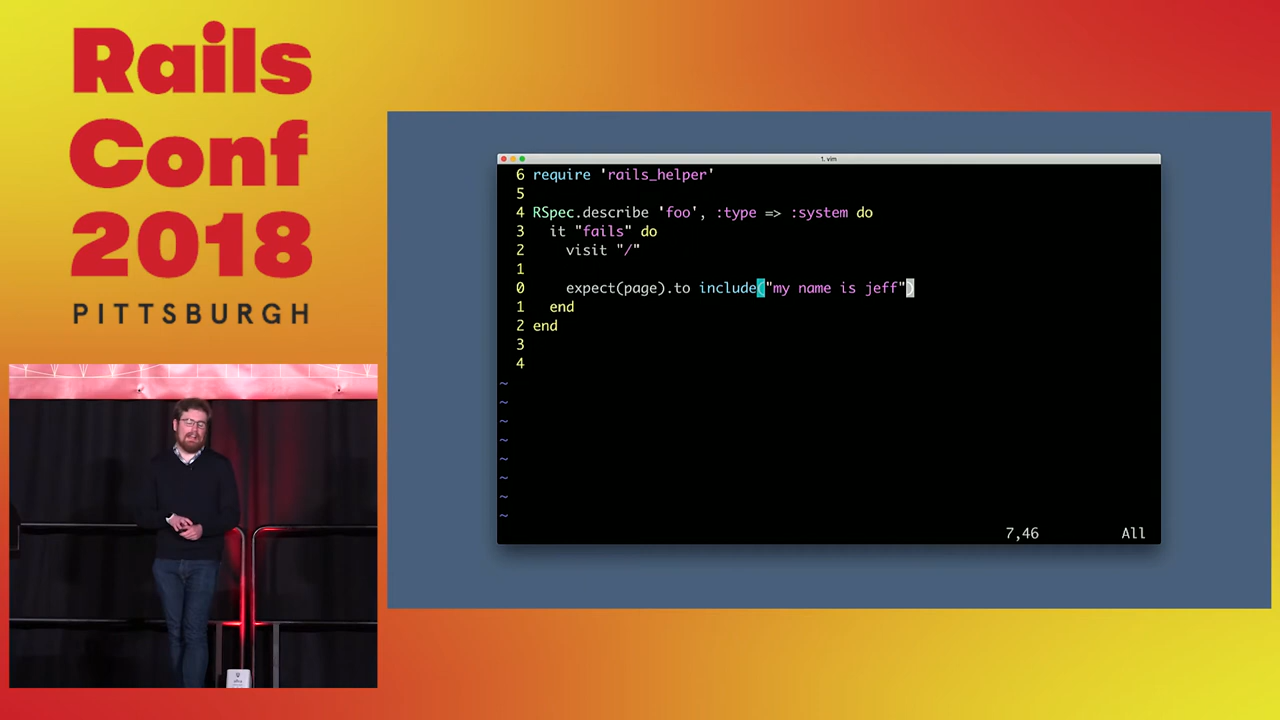 Rails
Conf
2018
PITTSBURGH
1. vim
6 require 'rails_helper'
5
4 RSpec.describe 'foo', :type => :system do
3   it "fails" do
2     visit "/"
1
0     expect(page).to include("my name is jeff")
1   end
2 end
3
4
~
~
~
~
~
~
~
~
7,46 All